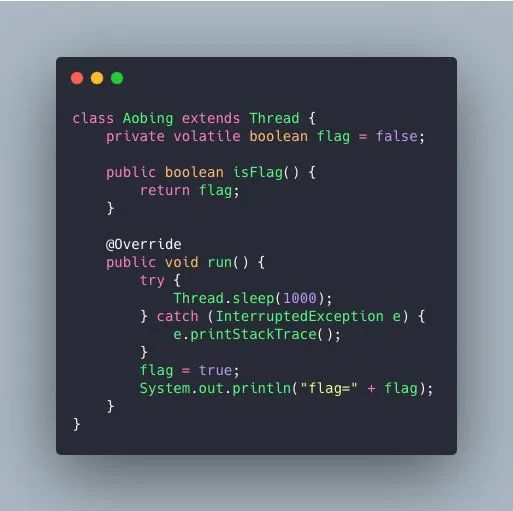 class Aobing extends Thread {
    private volatile boolean flag = false;

    public boolean isFlag() {
        return flag;
    }

    @Override
    public void run() {
        try {
            Thread.sleep(1000);
        } catch (InterruptedException e) {
            e.printStackTrace();
        }
        flag = true;
        System.out.println("flag=" + flag);
    }
}